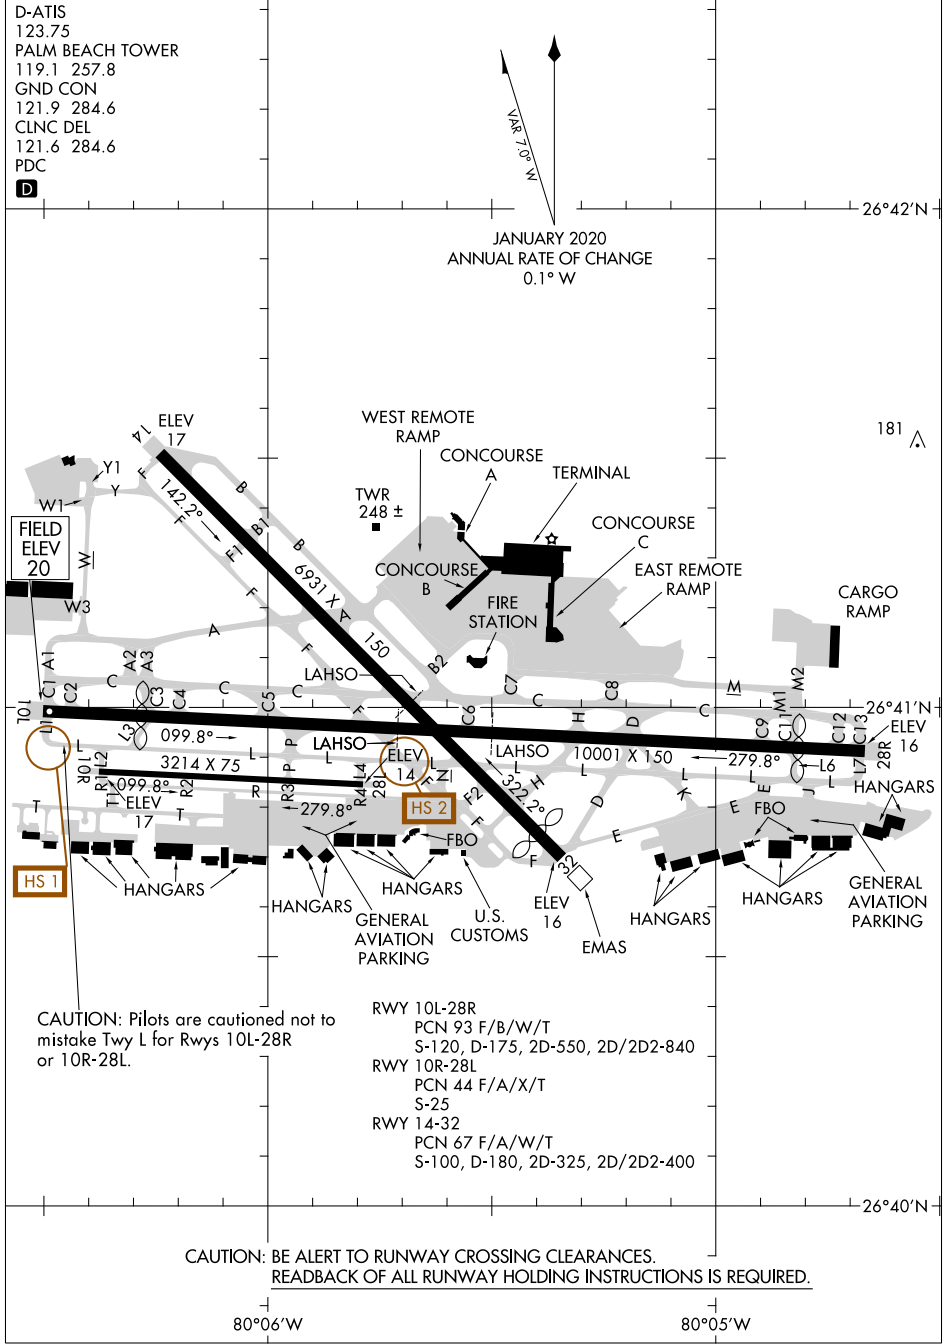 D-ATIS
123.75
PALM BEACH TOWER
119.1 257.8
GND CON
121.9 284.6
CLNC DEL
121.6 284.6
PDC
D
VAR 7.0° W
JANUARY 2020
ANNUAL RATE OF CHANGE
0.1° W
26°42'N
181
WEST REMOTE
RAMP
CONCOURSE
A
TERMINAL
TWR
248 ±
CONCOURSE
C
CONCOURSE
B
EAST REMOTE
RAMP
FIRE
STATION
CARGO
RAMP
14
ELEV
17
F
142.2°
F
F1
F
F
F
B
B1
B
6931 X
150
A
B2
Y1
Y
W1
W
W3
FIELD
ELEV
20
A
A1
A2
A3
C1
C2
C
C3
C4
C
C5
C
LAHSO
C6
C7
C
H
C8
D
M
C
C9
M1
C11
M2
C12
C13
26°41'N
10L
099.8°
LAHSO
LAHSO
10001 X 150
279.8°
ELEV
16
28R
L1
L
L2
L3
P
P
L
L
L
L
L
L
L
L6
L7
10R
R1
T1
3214 X 75
099.8°
R2
R
R3
279.8°
R4
L4
28L
ELEV
17
ELEV
14
N
F
F2
F
F
322.2°
H
D
E
K
E
E
J
T
T
HS 1
HS 2
32
ELEV
16
EMAS
FBO
FBO
U.S.
CUSTOMS
HANGARS
HANGARS
HANGARS
HANGARS
HANGARS
HANGARS
GENERAL
AVIATION
PARKING
GENERAL
AVIATION
PARKING
CAUTION: Pilots are cautioned not to
mistake Twy L for Rwys 10L-28R
or 10R-28L.
RWY 10L-28R
PCN 93 F/B/W/T
S-120, D-175, 2D-550, 2D/2D2-840
RWY 10R-28L
PCN 44 F/A/X/T
S-25
RWY 14-32
PCN 67 F/A/W/T
S-100, D-180, 2D-325, 2D/2D2-400
26°40'N
CAUTION: BE ALERT TO RUNWAY CROSSING CLEARANCES.
READBACK OF ALL RUNWAY HOLDING INSTRUCTIONS IS REQUIRED.
80°06'W
80°05'W